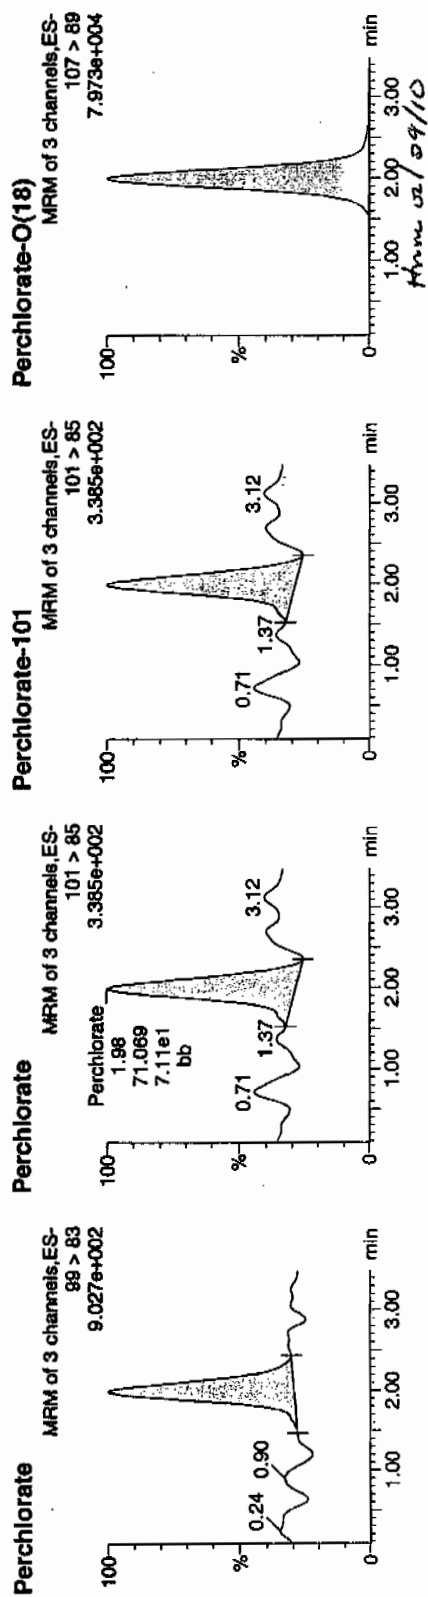 Perchlorate
MRM of 3 channels,ES-
99 > 83
9.027e+002
100
%
0
0.24
0.90
1.00
2.00
3.00
min
Perchlorate
MRM of 3 channels,ES-
101 > 85
3.385e+002
100
Perchlorate
1.98
71.069
7.11e1
bb
%
0
0.71
1.37
3.12
1.00
2.00
3.00
min
Perchlorate-101
MRM of 3 channels,ES-
101 > 85
3.385e+002
100
%
0
0.71
1.37
3.12
1.00
2.00
3.00
min
Perchlorate-O(18)
MRM of 3 channels,ES-
107 > 89
7.973e+004
100
%
0
1.00
2.00
3.00
min
09/10